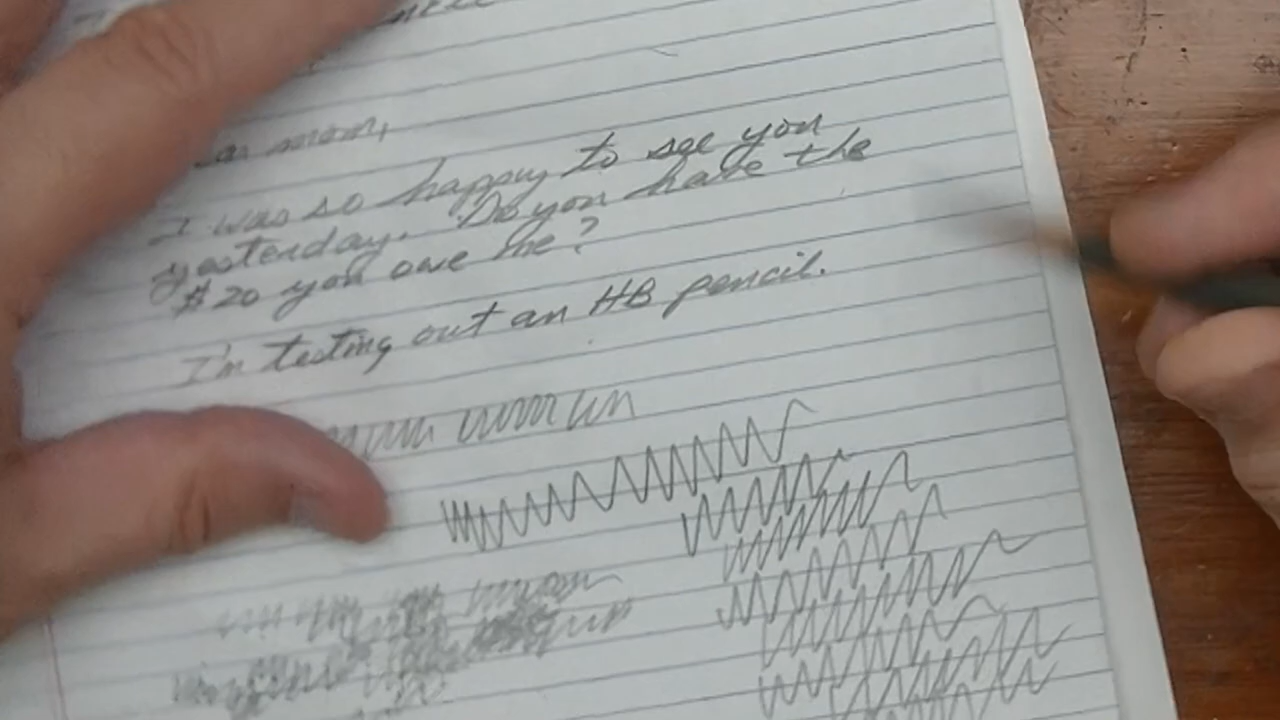 mom,
I was so happy to see you
yesterday. Do you have the
$20 you owe me?
I'm testing out an HB pencil.